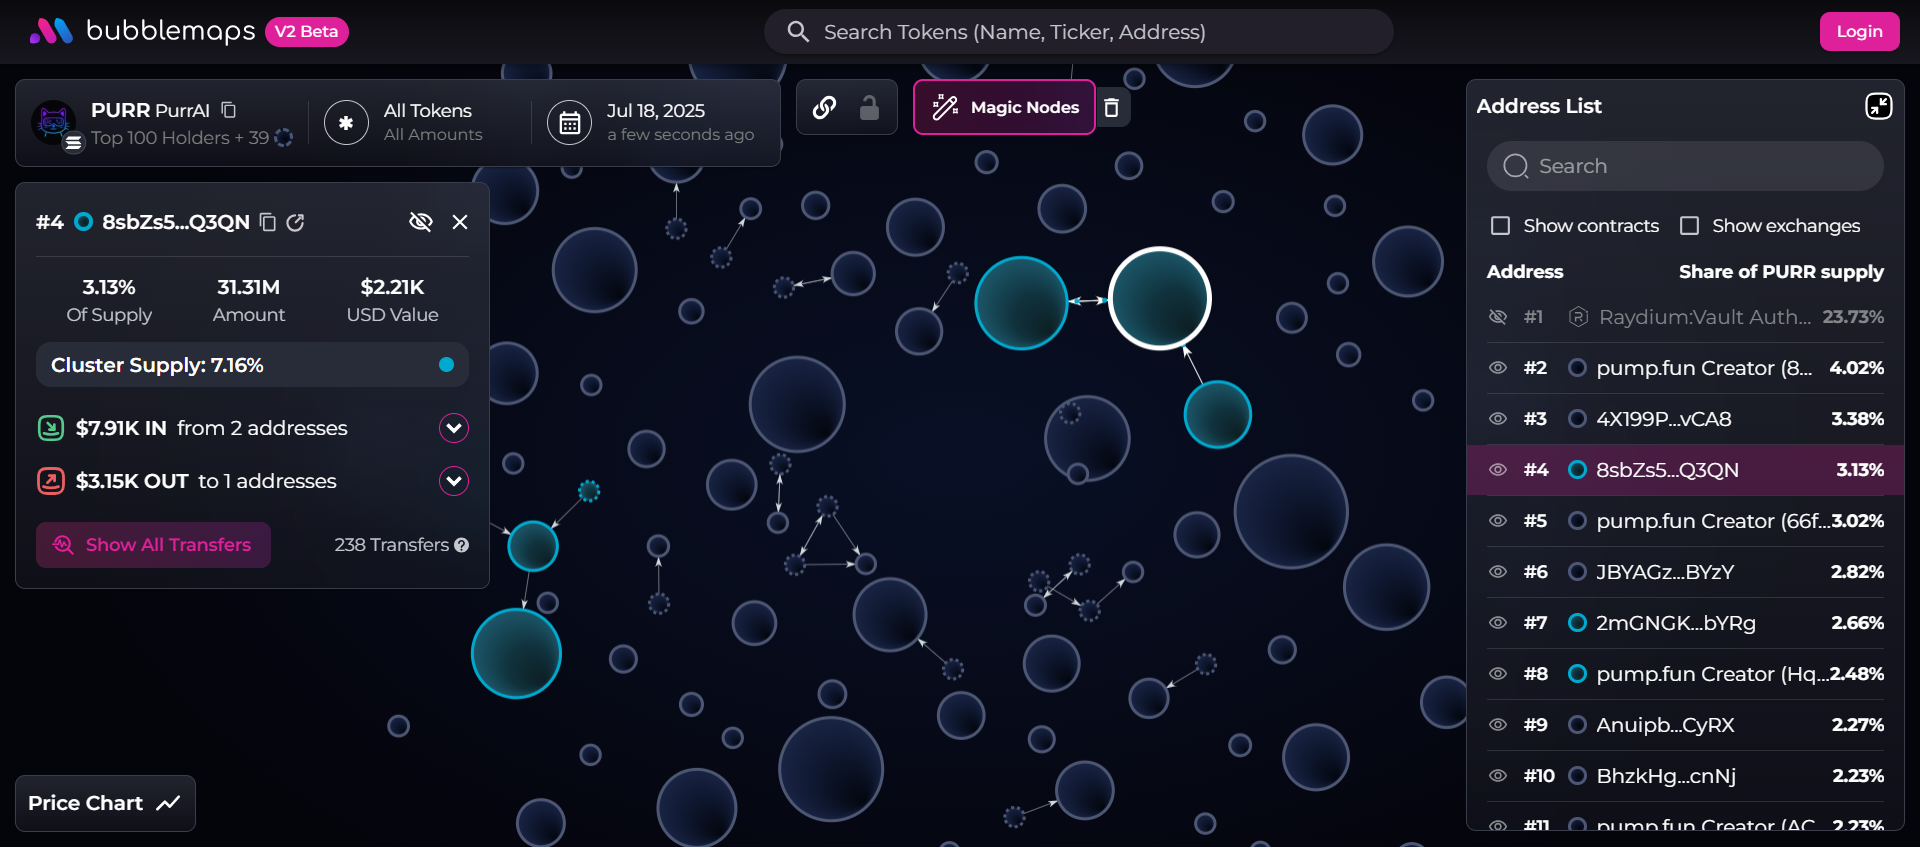 bubblemaps V2 Beta
Search Tokens (Name, Ticker, Address)
Login
PURR PurrAI
Top 100 Holders + 39
All Tokens
All Amounts
Jul 18, 2025
a few seconds ago
Magic Nodes
#4 8sbZs5...Q3QN
3.13%
Of Supply
31.31M
Amount
$2.21K
USD Value
Cluster Supply: 7.16%
$7.91K IN from 2 addresses
$3.15K OUT to 1 addresses
Show All Transfers
238 Transfers
Price Chart
Address List
Search
Show contracts Show exchanges
Address Share of PURR supply
#1 Raydium:Vault Auth... 23.73%
#2 pump.fun Creator (8... 4.02%
#3 4X199P...vCA8 3.38%
#4 8sbZs5...Q3QN 3.13%
#5 pump.fun Creator (66f... 3.02%
#6 JBYAGz...BYzY 2.82%
#7 2mGNGK...bYRg 2.66%
#8 pump.fun Creator (Hq... 2.48%
#9 Anuipb...CyRX 2.27%
#10 BhzkHg...cnNj 2.23%
#11 pump.fun Creator (AC 2.23%